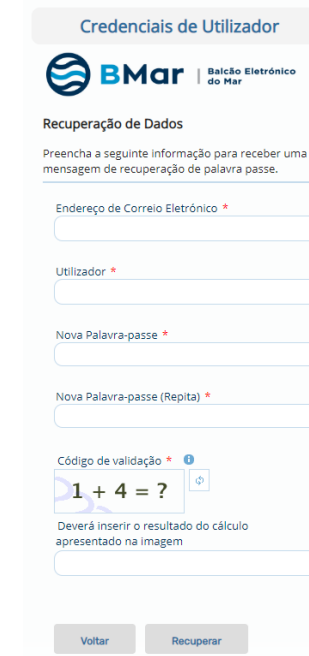 Credenciais de Utilizador
BMar | Balcão Eletrónico
do Mar
Recuperação de Dados
Preencha a seguinte informação para receber uma
mensagem de recuperação de palavra passe.
Endereço de Correio Eletrónico *
Utilizador *
Nova Palavra-passe *
Nova Palavra-passe (Repita) *
Código de validação *
1 + 4 = ?
Deverá inserir o resultado do cálculo
apresentado na imagem
Voltar Recuperar